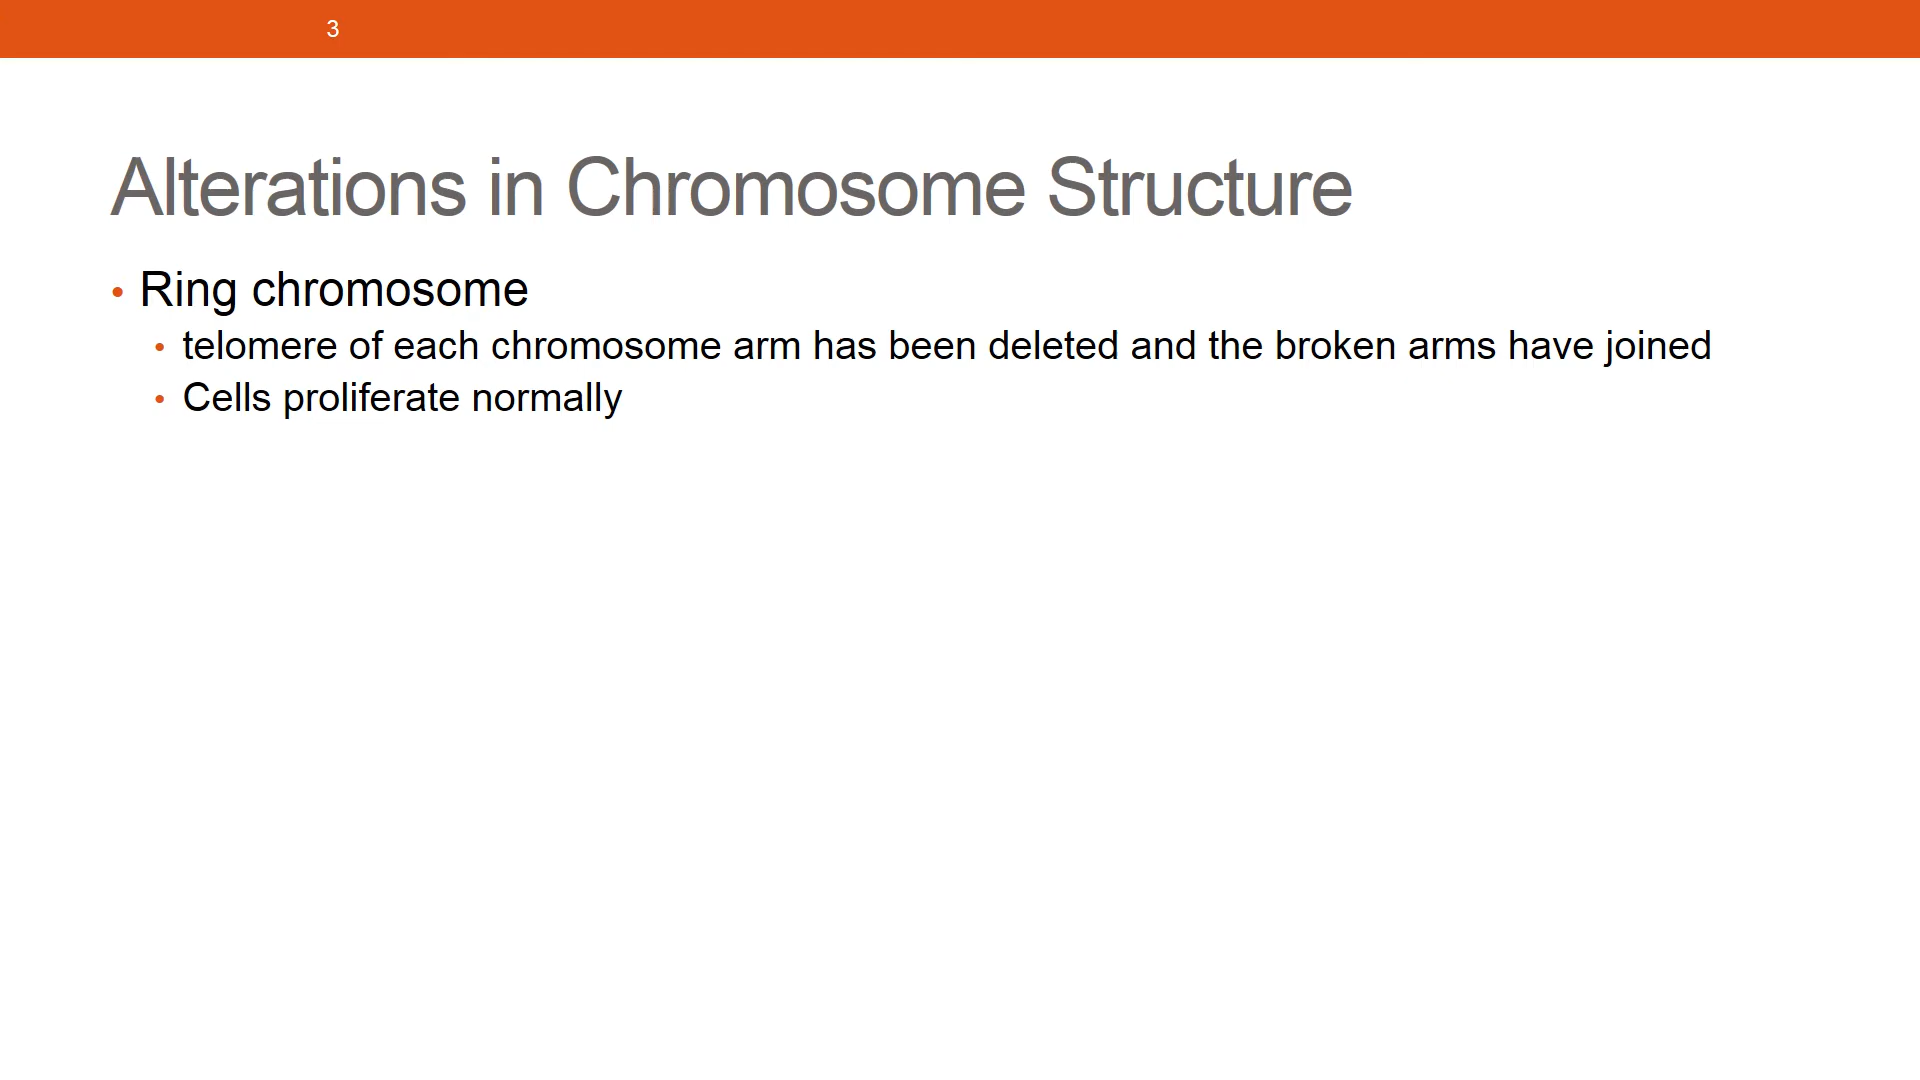 3
Alterations in Chromosome Structure
• Ring chromosome
• telomere of each chromosome arm has been deleted and the broken arms have joined
• Cells proliferate normally